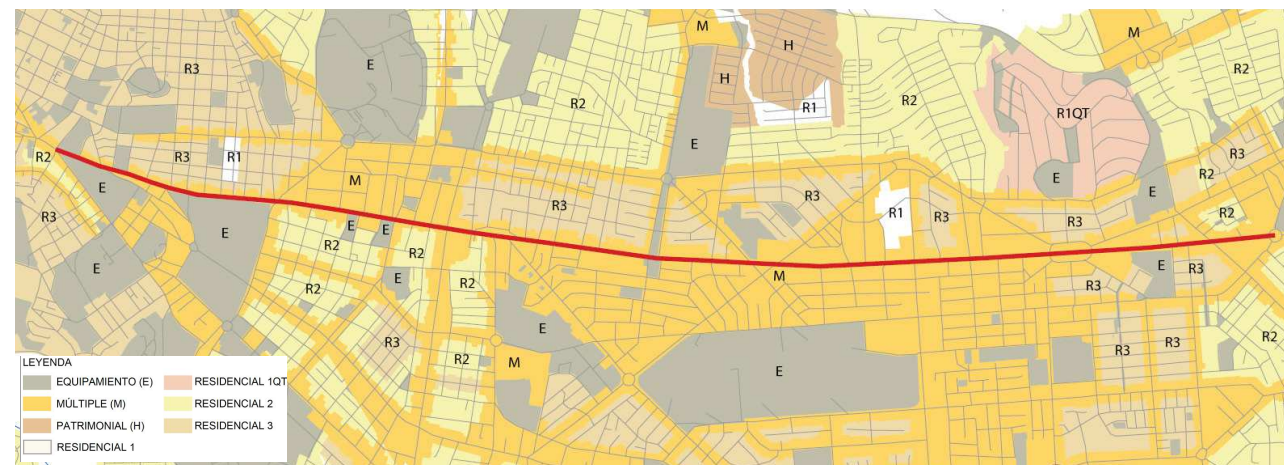 M
H
M
R3
E
R2
H
R2
R1QT
R2
R1
E
R2
R3
R1
R3
E
M
E
R3
R2
E
R3
R3
R1
R3
R3
R2
R3
E
E
E
R2
R2
E
M
E
R3
R3
R2
E
R2
E
R3
R2
M
E
R3
R3
R2
LEYENDA
EQUIPAMIENTO (E)
RESIDENCIAL 1QT
MÚLTIPLE (M)
RESIDENCIAL 2
PATRIMONIAL (H)
RESIDENCIAL 3
RESIDENCIAL 1